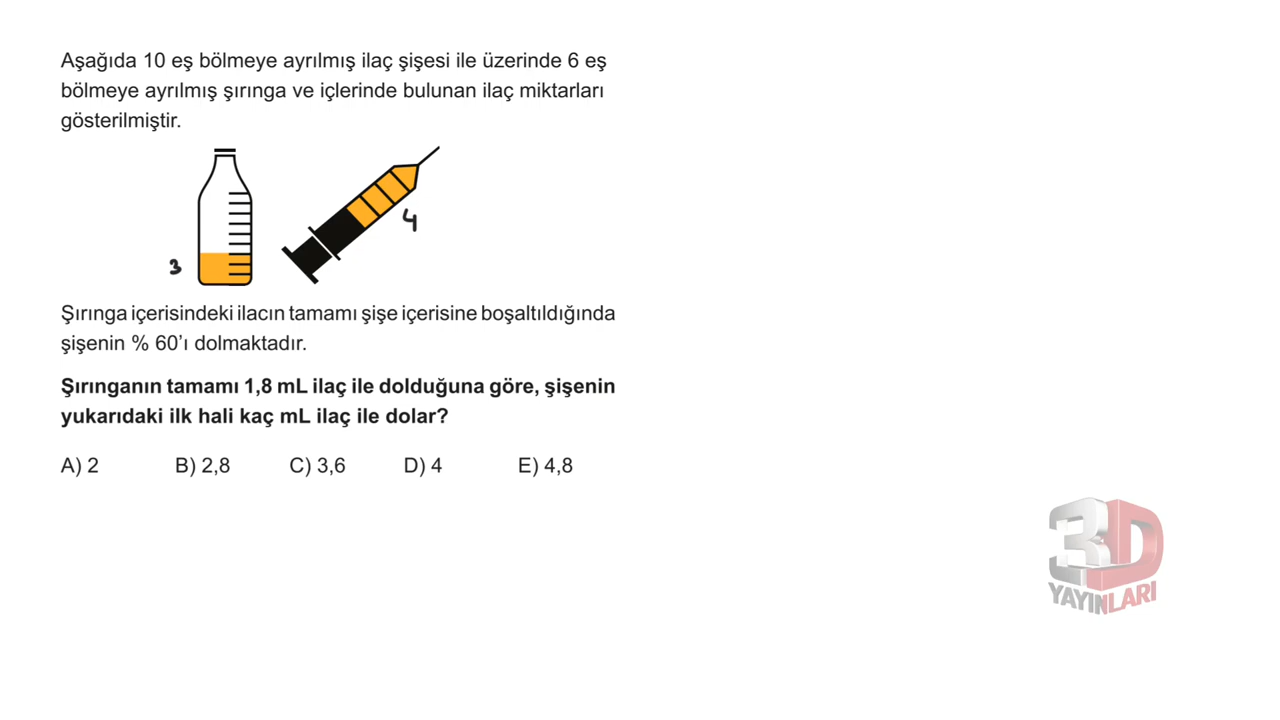 Aşağıda 10 eş bölmeye ayrılmış ilaç şişesi ile üzerinde 6 eş
bölmeye ayrılmış şırınga ve içlerinde bulunan ilaç miktarları
gösterilmiştir.
3
4
Şırınga içerisindeki ilacın tamamı şişe içerisine boşaltıldığında
şişenin % 60'ı dolmaktadır.
Şırınganın tamamı 1,8 mL ilaç ile dolduğuna göre, şişenin
yukarıdaki ilk hali kaç mL ilaç ile dolar?
A) 2 B) 2,8 C) 3,6 D) 4 E) 4,8
3D
YAYINLARI